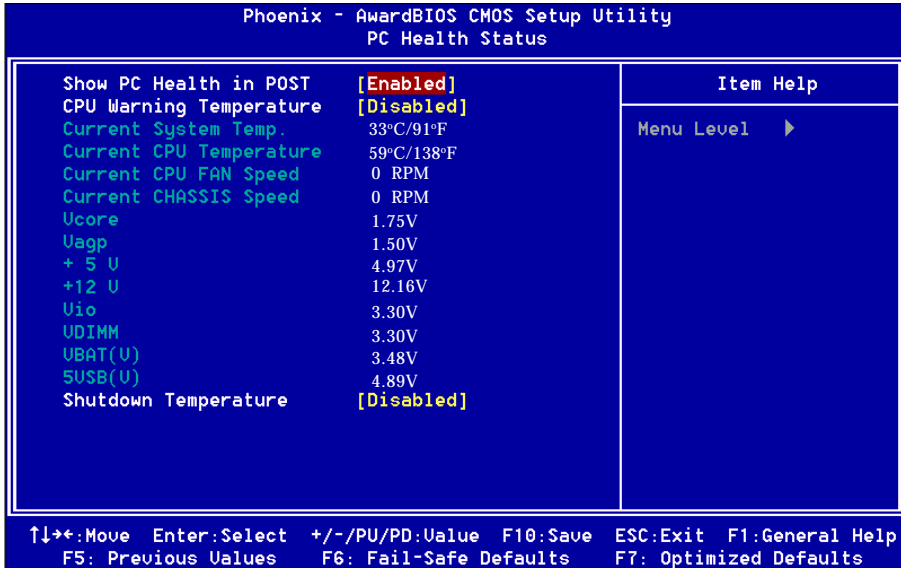 Phoenix - AwardBIOS CMOS Setup Utility
PC Health Status
Show PC Health in POST [Enabled]
CPU Warning Temperature [Disabled]
Current System Temp. 33°C/91°F
Current CPU Temperature 59°C/138°F
Current CPU FAN Speed 0 RPM
Current CHASSIS Speed 0 RPM
Vcore 1.75V
Vagp 1.50V
+ 5 V 4.97V
+12 V 12.16V
Vio 3.30V
VDIMM 3.30V
VBAT(V) 3.48V
5VSB(V) 4.89V
Shutdown Temperature [Disabled]
Item Help
Menu Level ▶
↑↓→←:Move Enter:Select +/-/PU/PD:Value F10:Save ESC:Exit F1:General Help
F5: Previous Values F6: Fail-Safe Defaults F7: Optimized Defaults